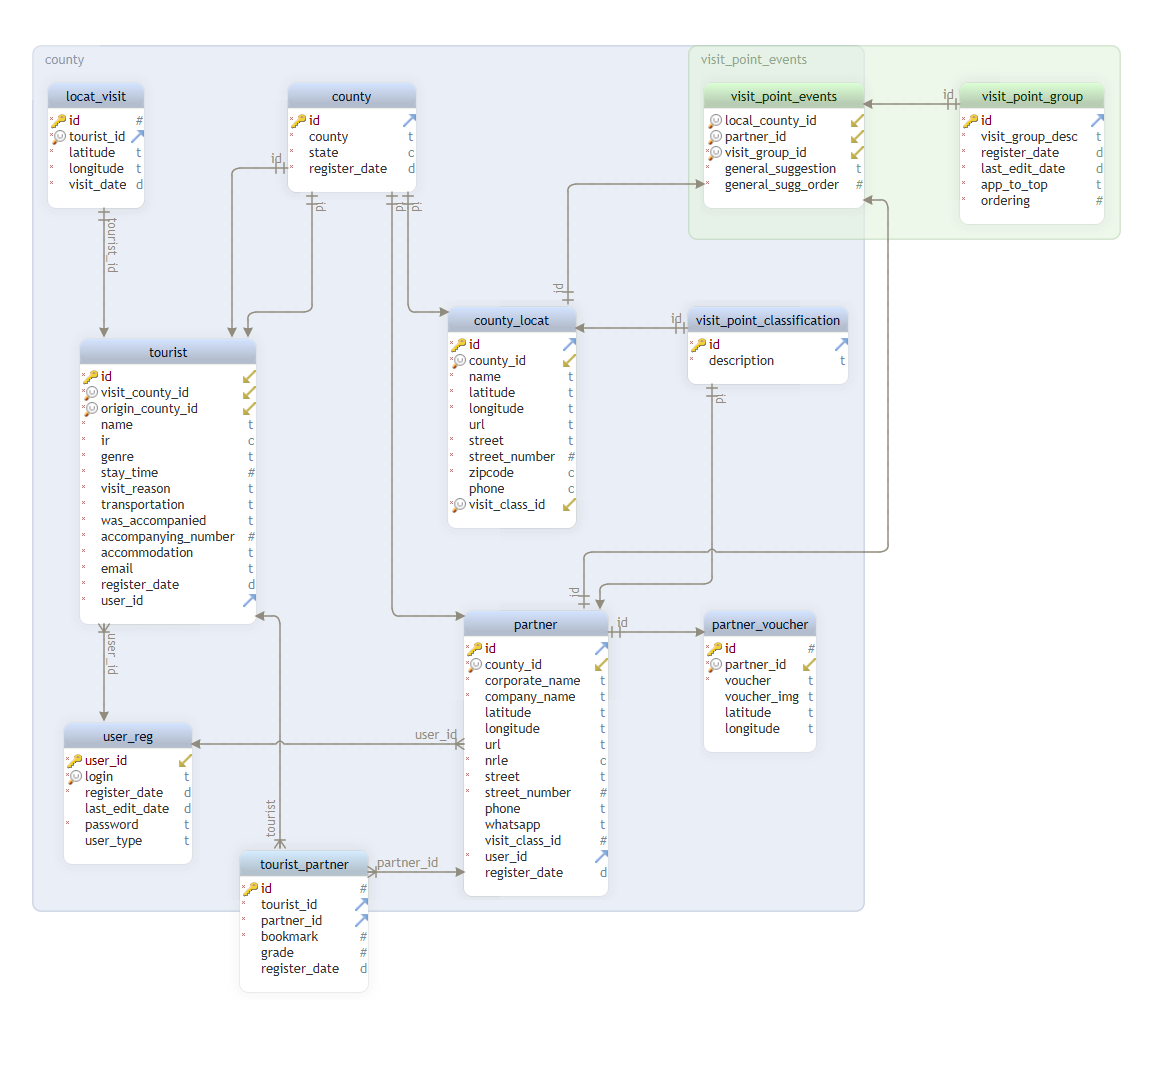 county
visit_point_events
locat_visit
id #
tourist_id
latitude t
longitude t
visit_date d
county
id
county t
state c
register_date d
visit_point_events
local_county_id
partner_id
visit_group_id
general_suggestion t
general_sugg_order #
id
visit_point_group
id
visit_group_desc t
register_date d
last_edit_date d
app_to_top t
ordering #
id
id
id
id
tourist_id
id
county_locat
id
county_id
name t
latitude t
longitude t
url t
street t
street_number #
zipcode c
phone c
visit_class_id
id
visit_point_classification
id
description t
id
tourist
id
visit_county_id
origin_county_id
name t
ir c
genre t
stay_time #
visit_reason t
transportation t
was_accompanied t
accompanying_number #
accommodation t
email t
register_date d
user_id
user_id
id
partner
id
county_id
corporate_name t
company_name t
latitude t
longitude t
url t
nrle c
street t
street_number #
phone t
whatsapp t
visit_class_id #
user_id
register_date d
id
partner_voucher
id #
partner_id
voucher t
voucher_img t
latitude t
longitude t
user_reg
user_id
login t
register_date d
last_edit_date d
password t
user_type t
user_id
tourist
tourist_partner
id #
tourist_id
partner_id
bookmark #
grade #
register_date d
partner_id